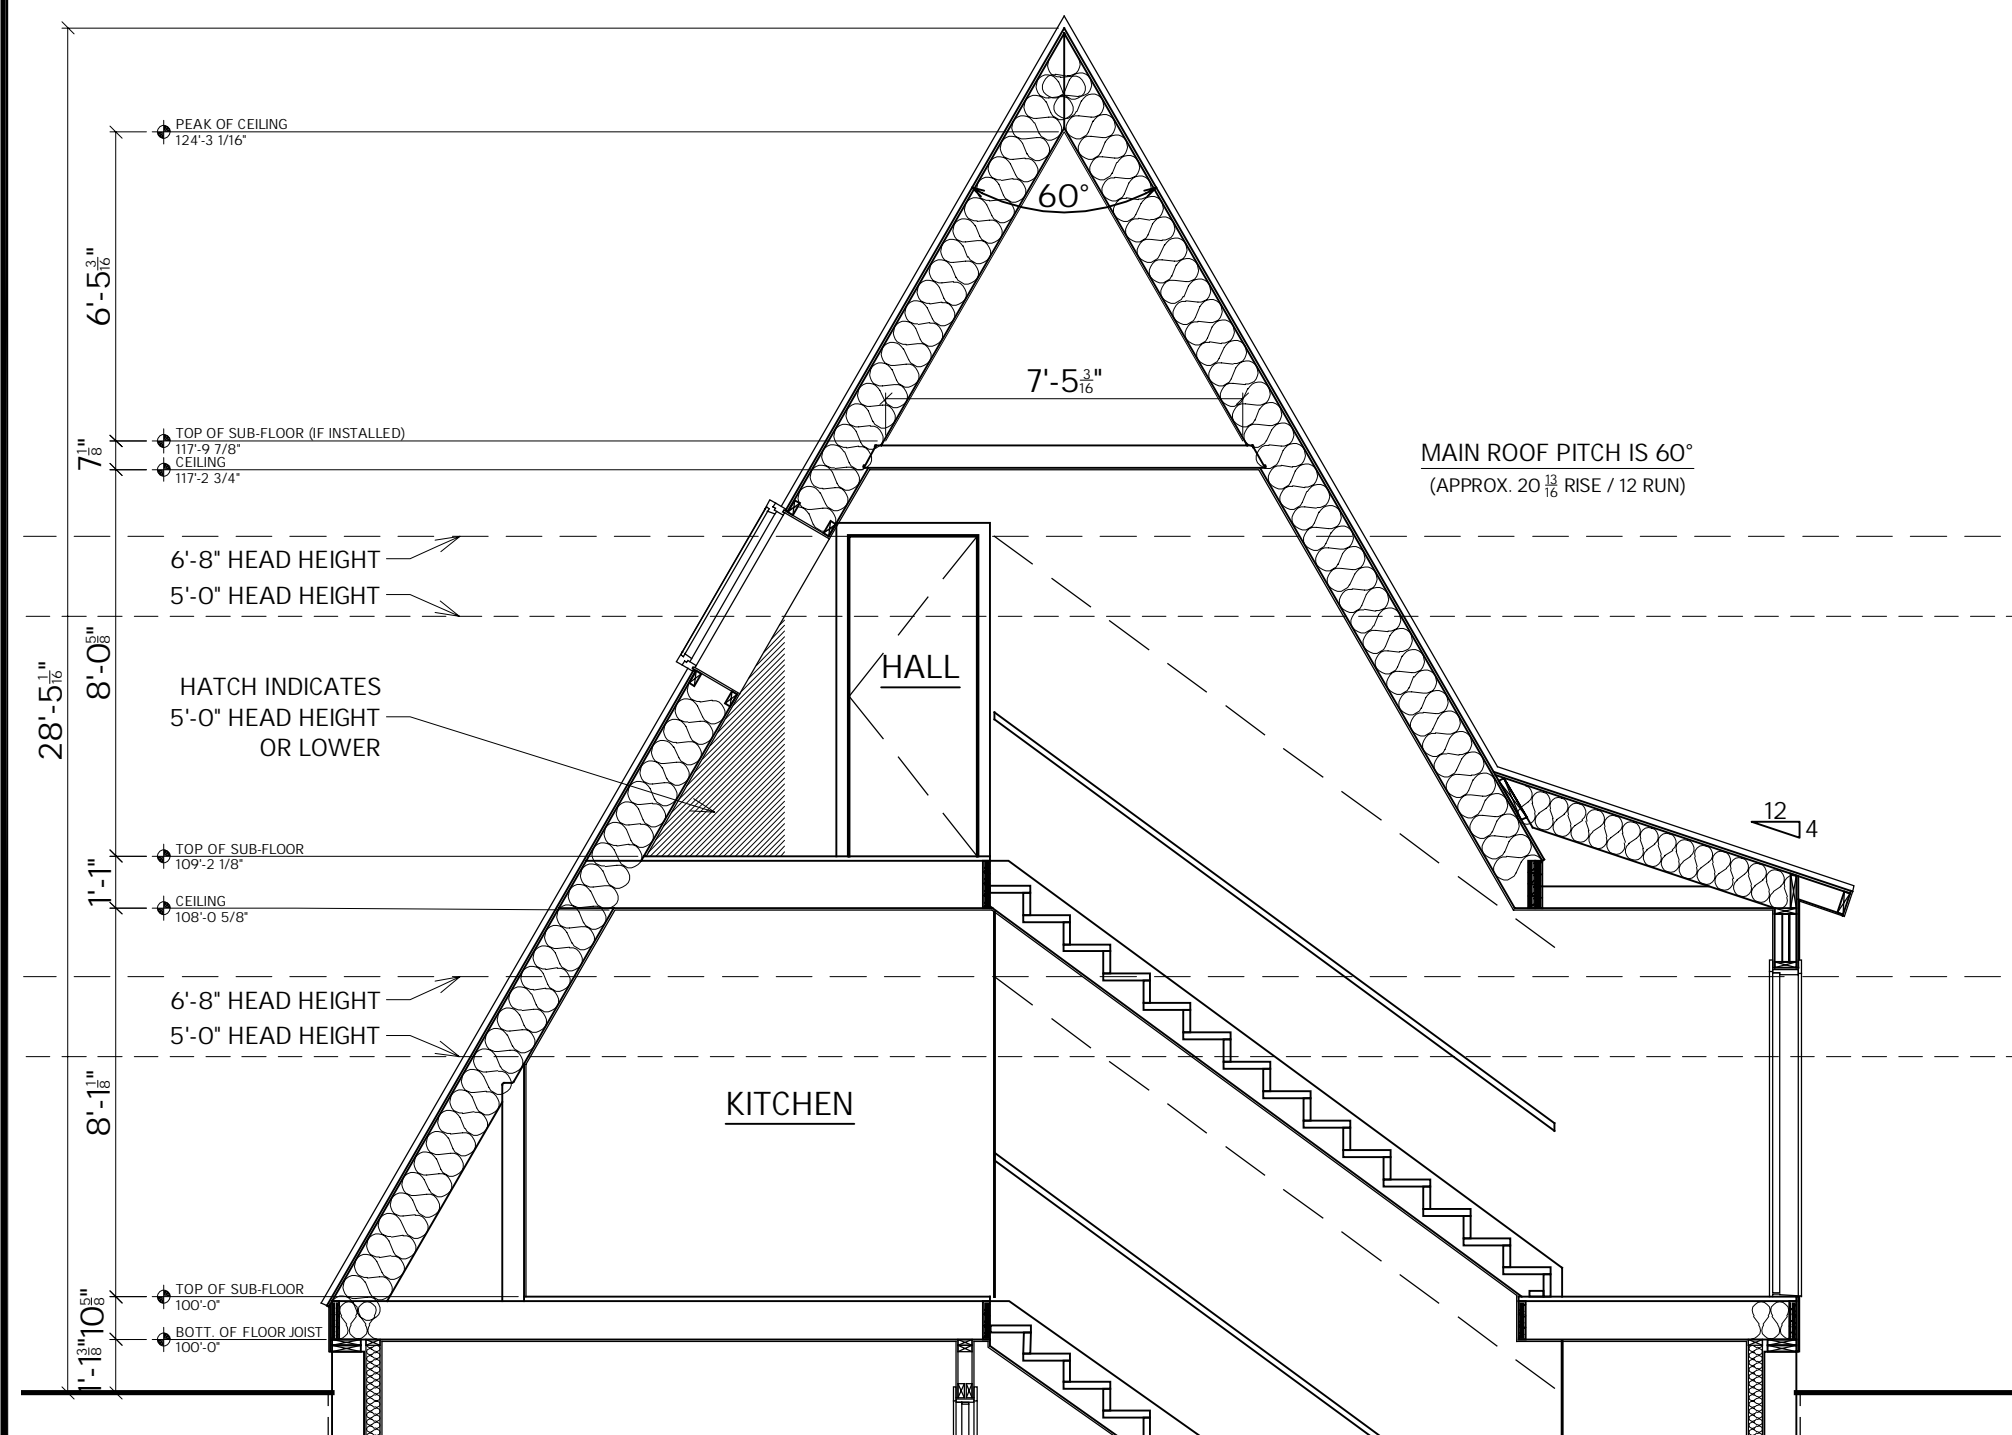 PEAK OF CEILING
124'-3 1/16"
60°
6'-5 3/16"
7'-5 3/16"
TOP OF SUB-FLOOR (IF INSTALLED)
117'-9 7/8"
7 1/8"
CEILING
117'-2 3/4"
MAIN ROOF PITCH IS 60°
(APPROX. 20 13/16 RISE / 12 RUN)
6'-8" HEAD HEIGHT
5'-0" HEAD HEIGHT
8'-0 5/8"
28'-5 1/16"
HALL
HATCH INDICATES
5'-0" HEAD HEIGHT
OR LOWER
12
4
TOP OF SUB-FLOOR
109'-2 1/8"
1'-1"
CEILING
108'-0 5/8"
6'-8" HEAD HEIGHT
5'-0" HEAD HEIGHT
8'-1 1/8"
KITCHEN
TOP OF SUB-FLOOR
100'-0"
10 5/8"
BOTT. OF FLOOR JOIST
100'-0"
1'-1 3/8"